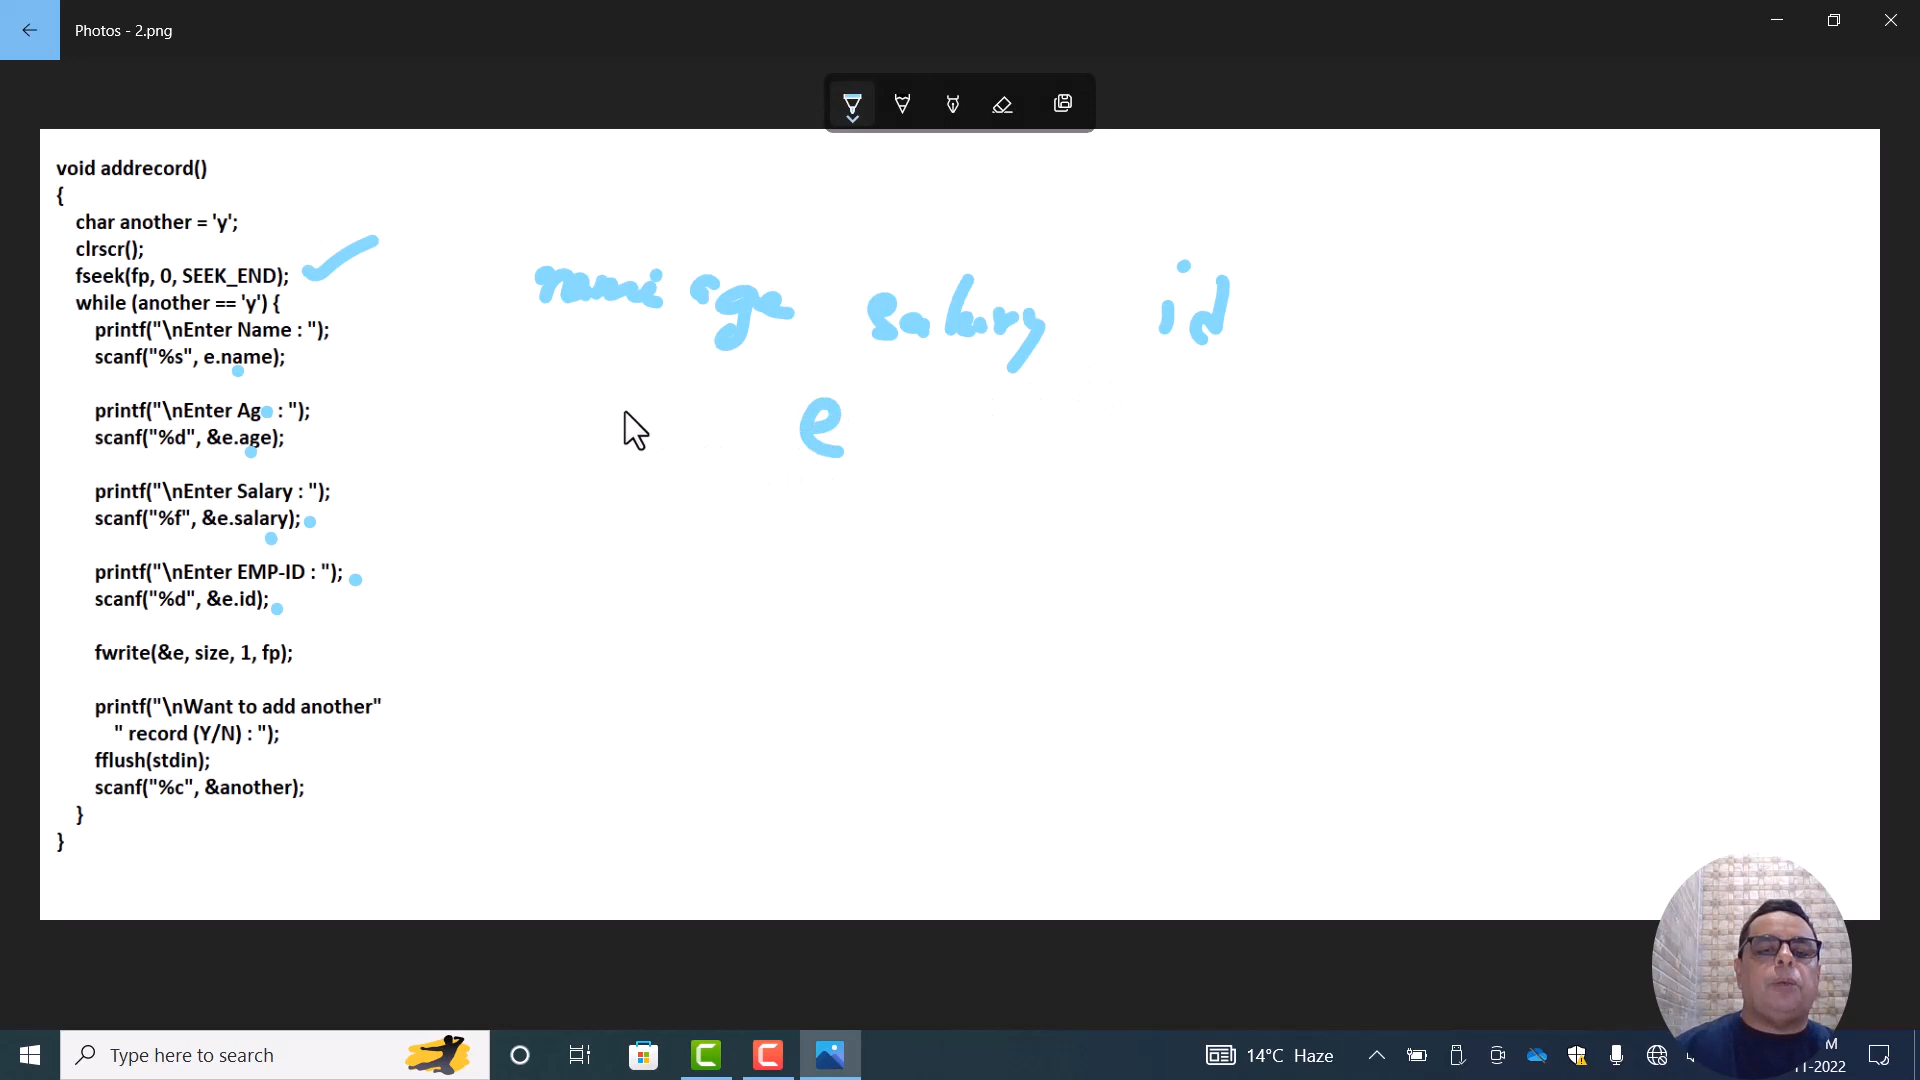 Photos - 2.png
void addrecord()
{
char another = 'y';
clrscr();
fseek(fp, 0, SEEK_END);
while (another == 'y') {
printf("\nEnter Name : ");
scanf("%s", e.name);
printf("\nEnter Ag : ");
scanf("%d", &e.age);
printf("\nEnter Salary : ");
scanf("%f", &e.salary);
printf("\nEnter EMP-ID : ");
scanf("%d", &e.id);
fwrite(&e, size, 1, fp);
printf("\nWant to add another"
" record (Y/N) : ");
fflush(stdin);
scanf("%c", &another);
}
}
name age salary id
e
Type here to search
14°C Haze
M
11-2022